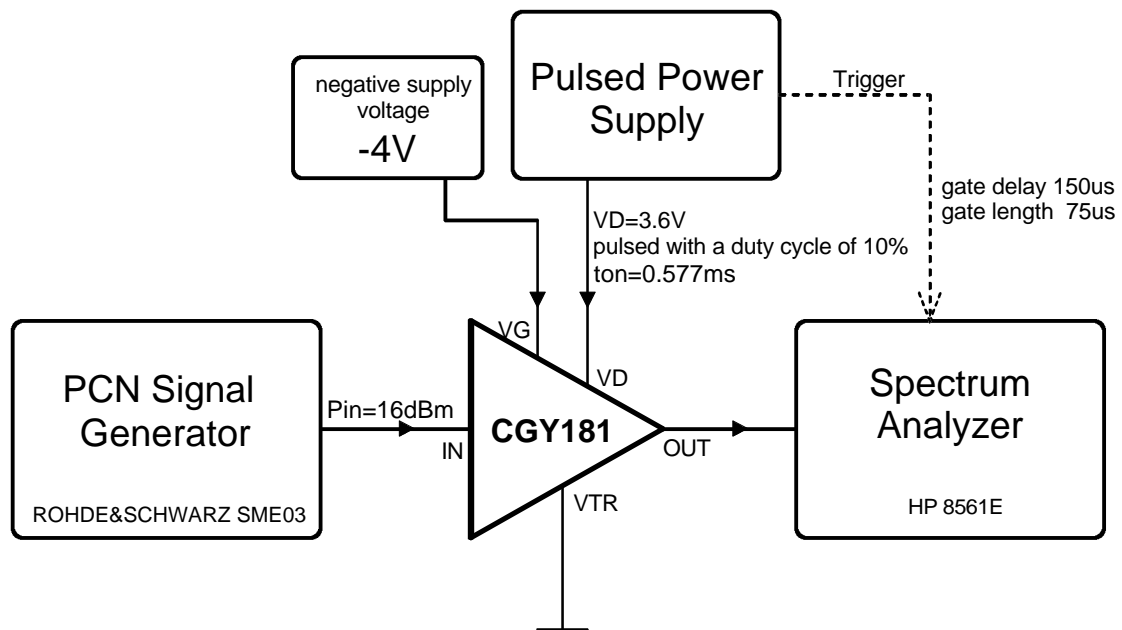 negative supply
voltage
-4V
Pulsed Power
Supply
Trigger
gate delay 150us
gate length  75us
VD=3.6V
pulsed with a duty cycle of 10%
ton=0.577ms
PCN Signal
Generator
ROHDE&SCHWARZ SME03
Pin=16dBm
IN
VG
VD
CGY181
OUT
VTR
Spectrum
Analyzer
HP 8561E